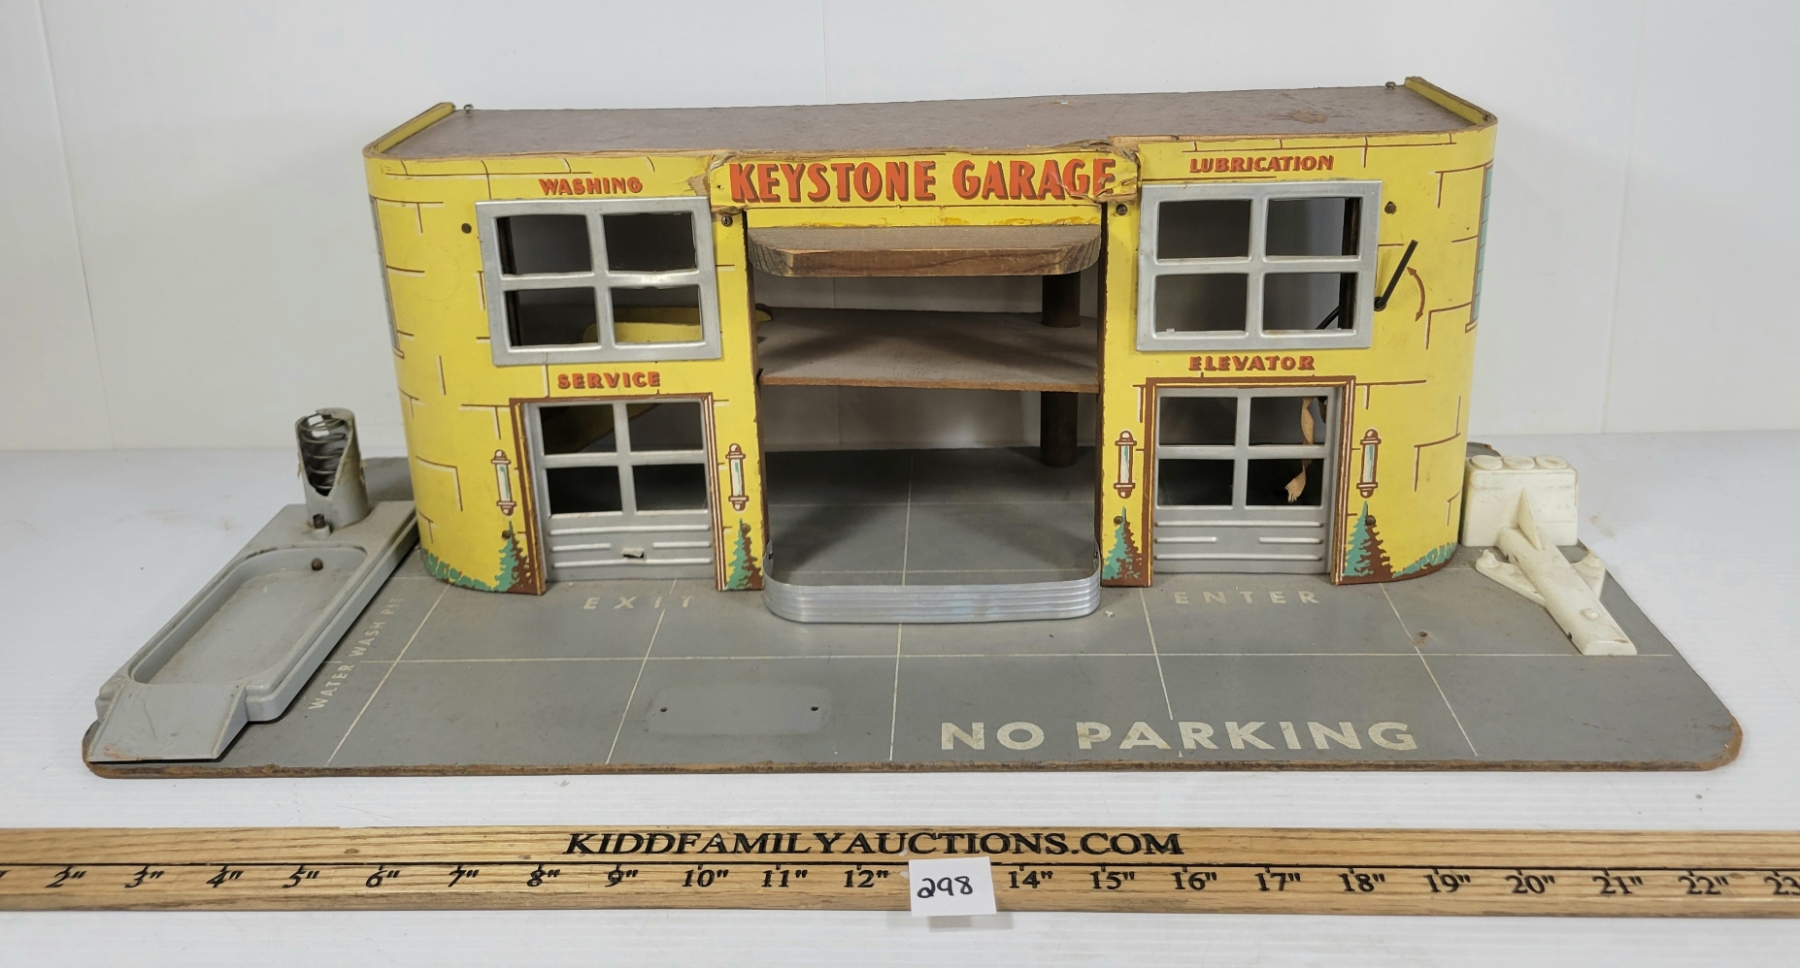 KEYSTONE GARAGE
WASHING
LUBRICATION
SERVICE
ELEVATOR
EXIT
ENTER
WATER WASH PIT
NO PARKING
KIDDFAMILYAUCTIONS.COM
2" 3" 4" 5" 6" 7" 8" 9" 10" 11" 12" 14" 15" 16" 17" 18" 19" 20" 21" 22" 23
298